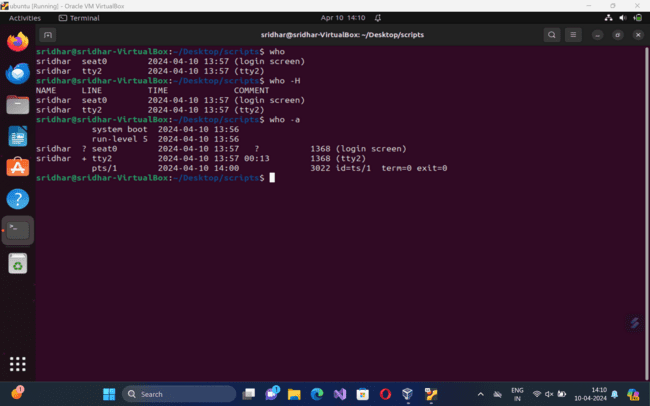 ubuntu [Running] - Oracle VM VirtualBox
Activities Terminal Apr 10 14:10
sridhar@sridhar-VirtualBox: ~/Desktop/scripts
sridhar@sridhar-VirtualBox:~/Desktop/scripts$ who
sridhar seat0 2024-04-10 13:57 (login screen)
sridhar tty2 2024-04-10 13:57 (tty2)
sridhar@sridhar-VirtualBox:~/Desktop/scripts$ who -H
NAME LINE TIME COMMENT
sridhar seat0 2024-04-10 13:57 (login screen)
sridhar tty2 2024-04-10 13:57 (tty2)
sridhar@sridhar-VirtualBox:~/Desktop/scripts$ who -a
system boot 2024-04-10 13:56
run-level 5 2024-04-10 13:56
sridhar ? seat0 2024-04-10 13:57 ? 1368 (login screen)
sridhar + tty2 2024-04-10 13:57 00:13 1368 (tty2)
pts/1 2024-04-10 14:00 3022 id=ts/1 term=0 exit=0
sridhar@sridhar-VirtualBox:~/Desktop/scripts$
Search
ENG
IN
14:10
10-04-2024